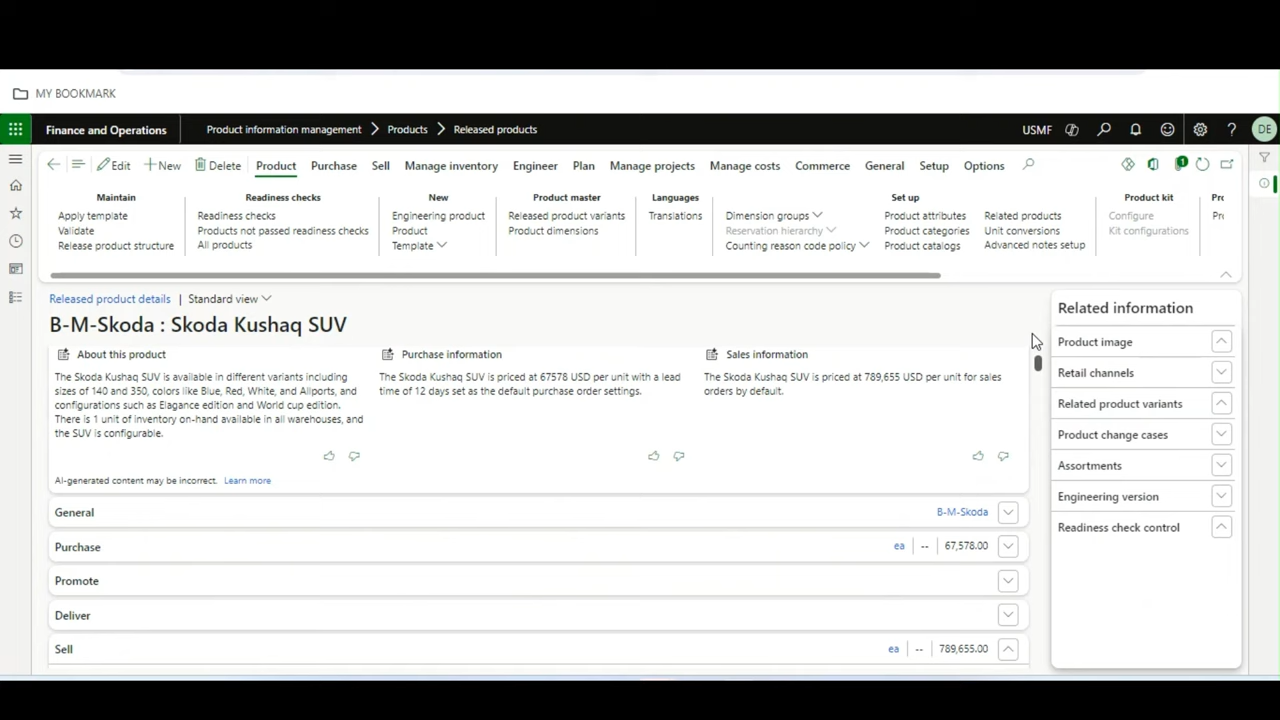 MY BOOKMARK
Finance and Operations
Product information management
Products
Released products
USMF
DE
Edit
New
Delete
Product
Purchase
Sell
Manage inventory
Engineer
Plan
Manage projects
Manage costs
Commerce
General
Setup
Options
1
Maintain
Apply template
Validate
Release product structure
Readiness checks
Readiness checks
Products not passed readiness checks
All products
New
Engineering product
Product
Template
Product master
Released product variants
Product dimensions
Languages
Translations
Set up
Dimension groups
Reservation hierarchy
Counting reason code policy
Product attributes
Product categories
Product catalogs
Related products
Unit conversions
Advanced notes setup
Product kit
Configure
Kit configurations
Released product details | Standard view
B-M-Skoda : Skoda Kushaq SUV
About this product
The Skoda Kushaq SUV is available in different variants including
sizes of 140 and 350, colors like Blue, Red, White, and Allports, and
configurations such as Elagance edition and World cup edition.
There is 1 unit of inventory on-hand available in all warehouses, and
the SUV is configurable.
Purchase information
The Skoda Kushaq SUV is priced at 67578 USD per unit with a lead
time of 12 days set as the default purchase order settings.
Sales information
The Skoda Kushaq SUV is priced at 789,655 USD per unit for sales
orders by default.
AI-generated content may be incorrect. Learn more
General
B-M-Skoda
Purchase
ea | -- | 67,578.00
Promote
Deliver
Sell
ea | -- | 789,655.00
Related information
Product image
Retail channels
Related product variants
Product change cases
Assortments
Engineering version
Readiness check control